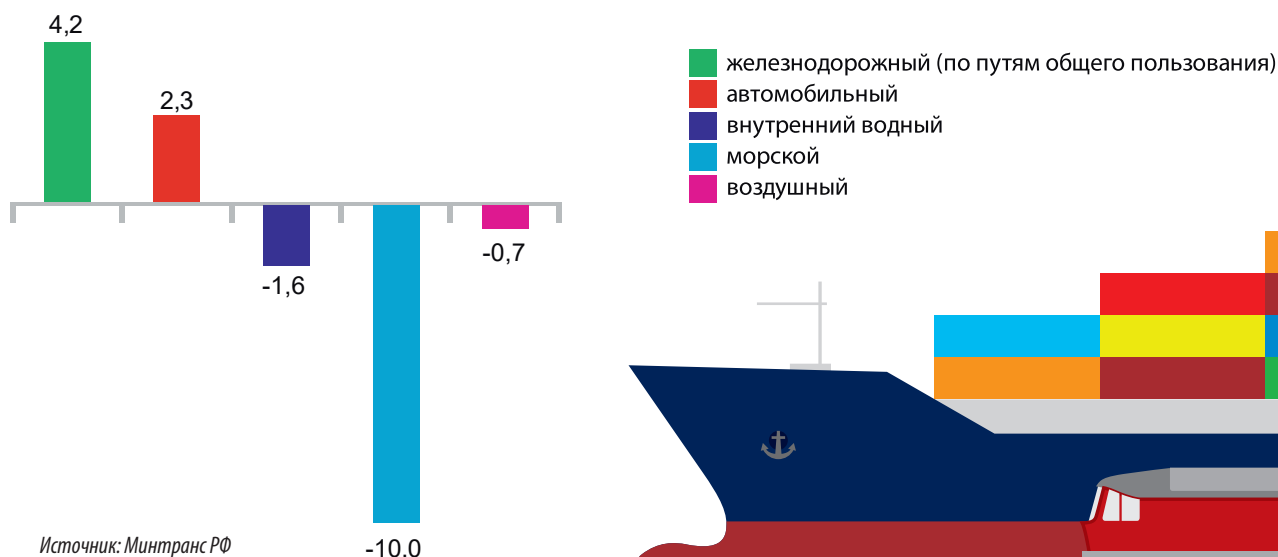 4,2
2,3
-1,6
-10,0
-0,7
железнодорожный (по путям общего пользования)
автомобильный
внутренний водный
морской
воздушный
Источник: Минтранс РФ